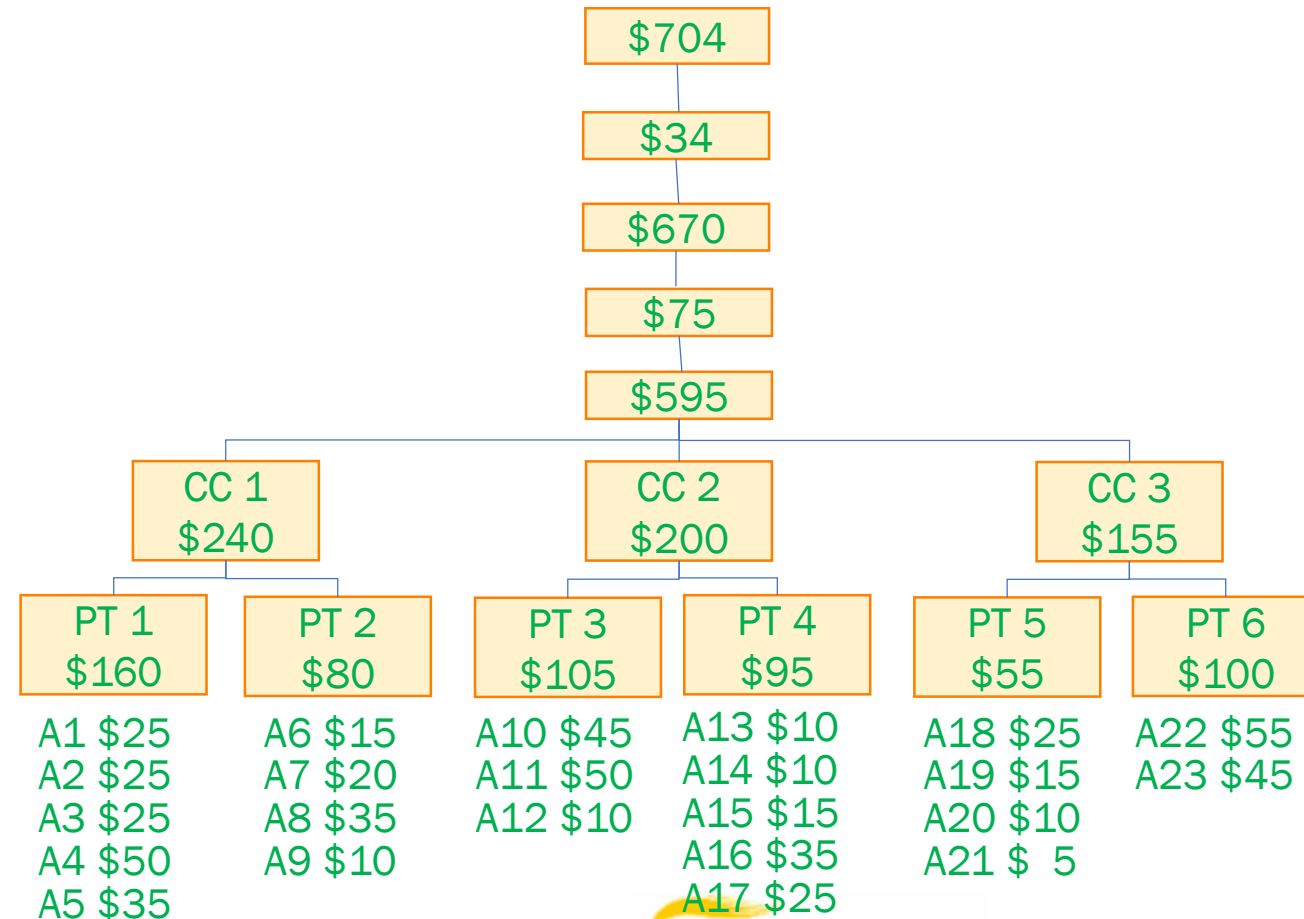 $704
$34
$670
$75
$595
CC 1
$240
CC 2
$200
CC 3
$155
PT 1
$160
PT 2
$80
PT 3
$105
PT 4
$95
PT 5
$55
PT 6
$100
A1 $25
A2 $25
A3 $25
A4 $50
A5 $35
A6 $15
A7 $20
A8 $35
A9 $10
A10 $45
A11 $50
A12 $10
A13 $10
A14 $10
A15 $15
A16 $35
A17 $25
A18 $25
A19 $15
A20 $10
A21 $  5
A22 $55
A23 $45